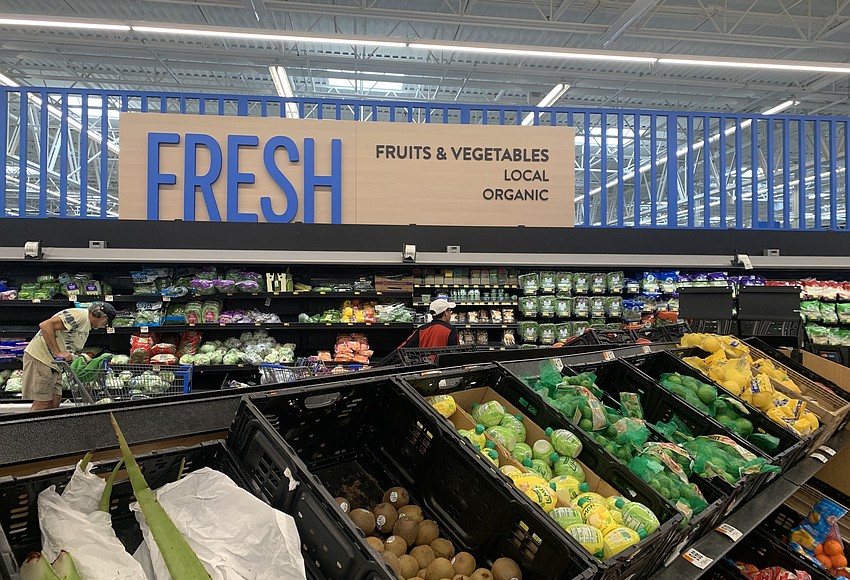 FRESH
FRUITS & VEGETABLES
LOCAL
ORGANIC